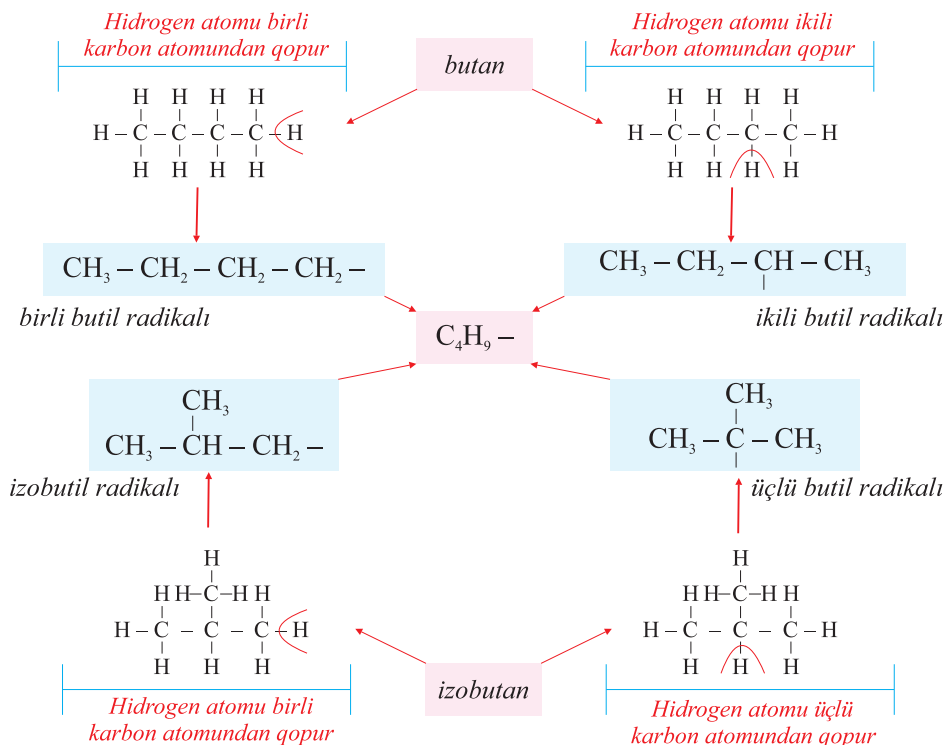 Hidrogen atomu birli
karbon atomundan qopur
butan
Hidrogen atomu ikili
karbon atomundan qopur
H H H H
H – C – C – C – C – H
H H H H
H H H H
H – C – C – C – C – H
H H H H
CH₃ – CH₂ – CH₂ – CH₂ –
birli butil radikalı
CH₃ – CH₂ – CH – CH₃
ikili butil radikalı
C₄H₉ –
CH₃
CH₃ – CH – CH₂ –
izobutil radikalı
CH₃
CH₃ – C – CH₃
üçlü butil radikalı
H
H H–C–H H
H – C – C – C – H
H H H
H
H H–C–H H
H – C – C – C – H
H H H
izobutan
Hidrogen atomu birli
karbon atomundan qopur
Hidrogen atomu üçlü
karbon atomundan qopur